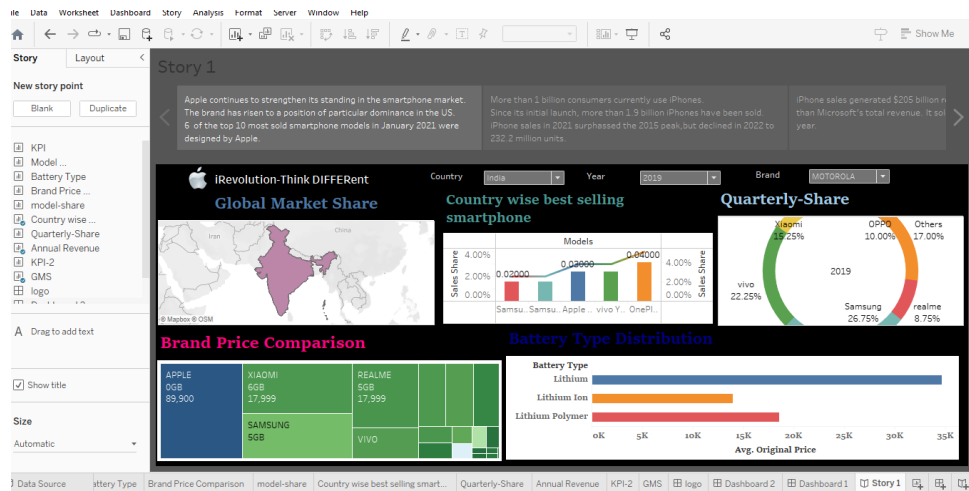 Data Worksheet Dashboard Story Analysis Format Server Window Help
Show Me
Story Layout
New story point
Blank Duplicate
KPI
Model ...
Battery Type
Brand Price ...
model-share
Country wise ...
Quarterly-Share
Annual Revenue
KPI-2
GMS
logo
A Drag to add text
Show title
Size
Automatic
Story 1
Apple continues to strengthen its standing in the smartphone market.
The brand has risen to a position of particular dominance in the US.
6 of the top 10 most sold smartphone models in January 2021 were
designed by Apple.
More than 1 billion consumers currently use iPhones.
Since its initial launch, more than 1.9 billion iPhones have been sold.
iPhone sales in 2021 surpassed the 2015 peak,but declined in 2022 to
232.2 million units.
iPhone sales generated $205 billion
than Microsoft's total revenue. It sol
year.
iRevolution-Think DIFFERent
Country India Year 2019 Brand MOTOROLA
Global Market Share
Iran
China
© Mapbox © OSM
Country wise best selling
smartphone
Models
Sales Share
4.00%
2.00%
0.00%
0.02000
0.03000
0.04000
4.00%
2.00%
0.00%
Sales Share
Samsu.. Samsu.. Apple .. vivo Y.. OnePl..
Quarterly-Share
Xiaomi
15.25%
OPPO
10.00%
Others
17.00%
2019
vivo
22.25%
Samsung
26.75%
realme
8.75%
Brand Price Comparison
APPLE
0GB
89,900
XIAOMI
6GB
17,999
REALME
5GB
17,999
SAMSUNG
5GB
VIVO
Battery Type Distribution
Battery Type
Lithium
Lithium Ion
Lithium Polymer
0K 5K 10K 15K 20K 25K 30K 35K
Avg. Original Price
Data Source attery Type Brand Price Comparison model-share Country wise best selling smart... Quarterly-Share Annual Revenue KPI-2 GMS logo Dashboard 2 Dashboard 1 Story 1